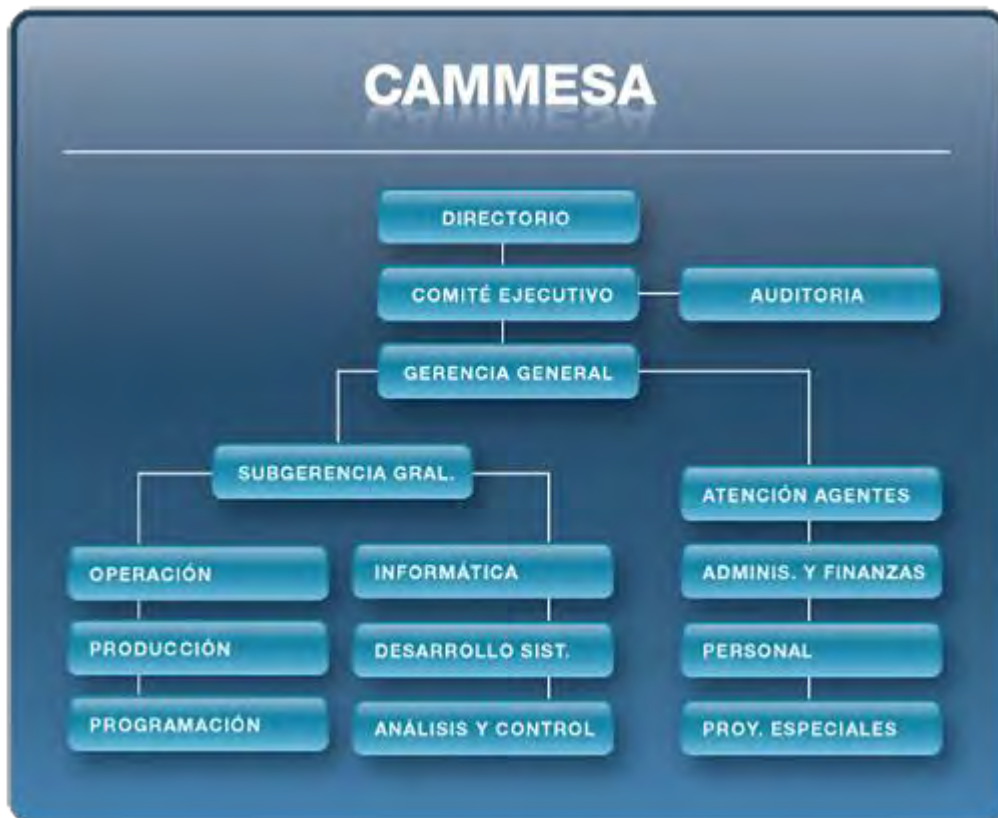 CAMMESA
DIRECTORIO
COMITÉ EJECUTIVO
AUDITORIA
GERENCIA GENERAL
SUBGERENCIA GRAL.
OPERACIÓN
PRODUCCIÓN
PROGRAMACIÓN
INFORMÁTICA
DESARROLLO SIST.
ANÁLISIS Y CONTROL
ATENCIÓN AGENTES
ADMINIS. Y FINANZAS
PERSONAL
PROY. ESPECIALES